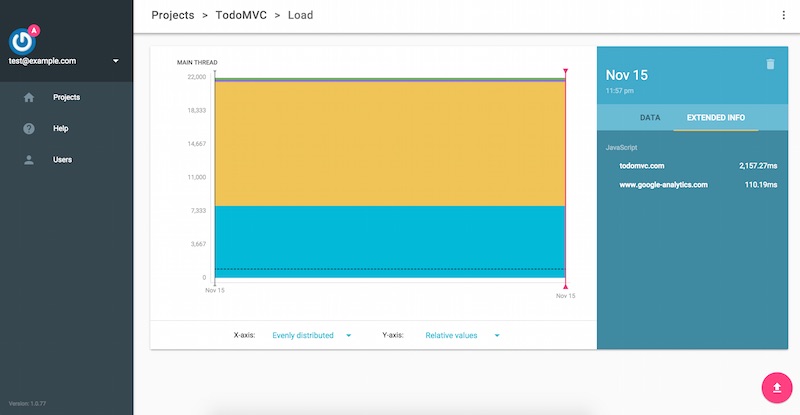 Projects > TodoMVC > Load
A
test@example.com
Projects
Help
Users
Version: 1.0.77
MAIN THREAD
22,000
18,333
14,667
11,000
7,333
3,667
0
Nov 15
Nov 15
X-axis: Evenly distributed
Y-axis: Relative values
Nov 15
11:57 pm
DATA
EXTENDED INFO
JavaScript
todomvc.com 2,157.27ms
www.google-analytics.com 110.19ms